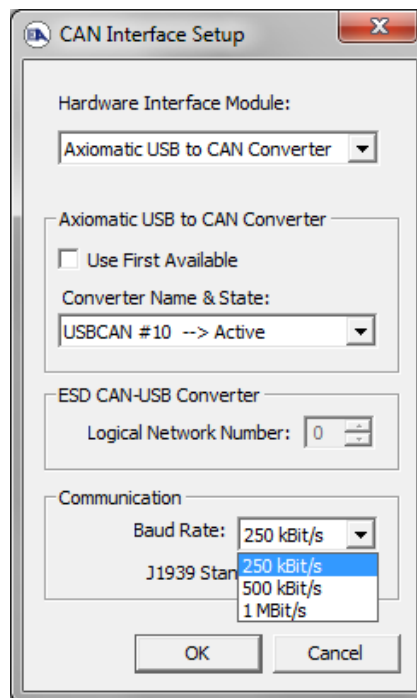 CAN Interface Setup
Hardware Interface Module:
Axiomatic USB to CAN Converter
Axiomatic USB to CAN Converter
Use First Available
Converter Name & State:
USBCAN #10 --> Active
ESD CAN-USB Converter
Logical Network Number: 0
Communication
Baud Rate: 250 kBit/s
250 kBit/s
J1939 Stan
500 kBit/s
1 MBit/s
OK Cancel